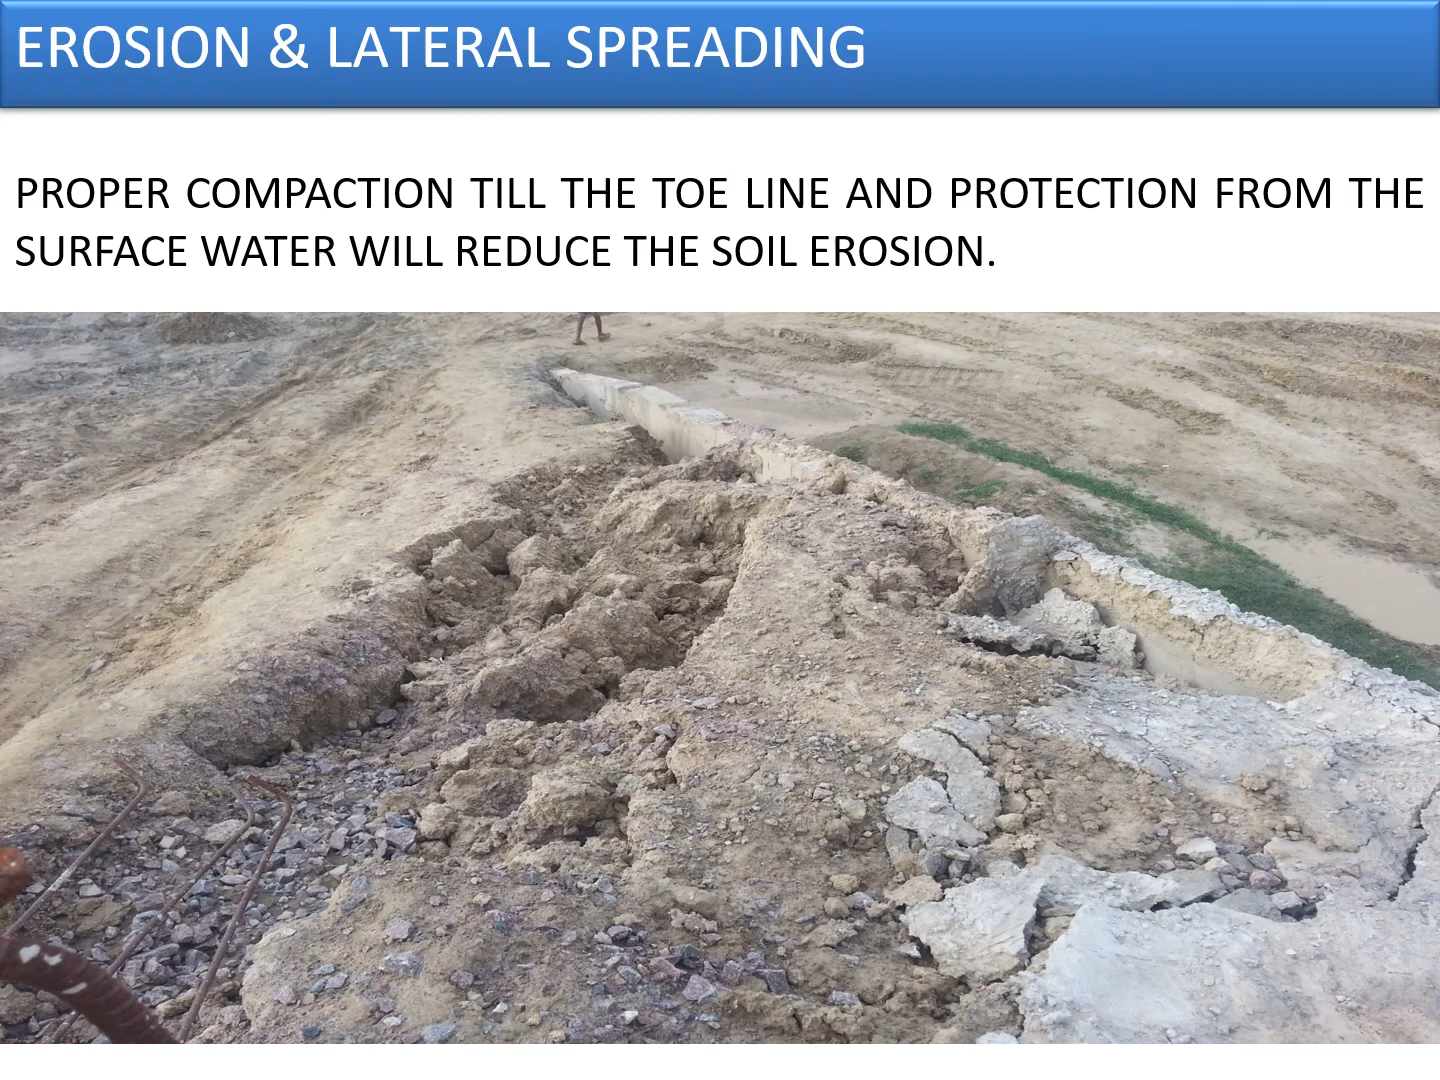 EROSION & LATERAL SPREADING
PROPER COMPACTION TILL THE TOE LINE AND PROTECTION FROM THE
SURFACE WATER WILL REDUCE THE SOIL EROSION.